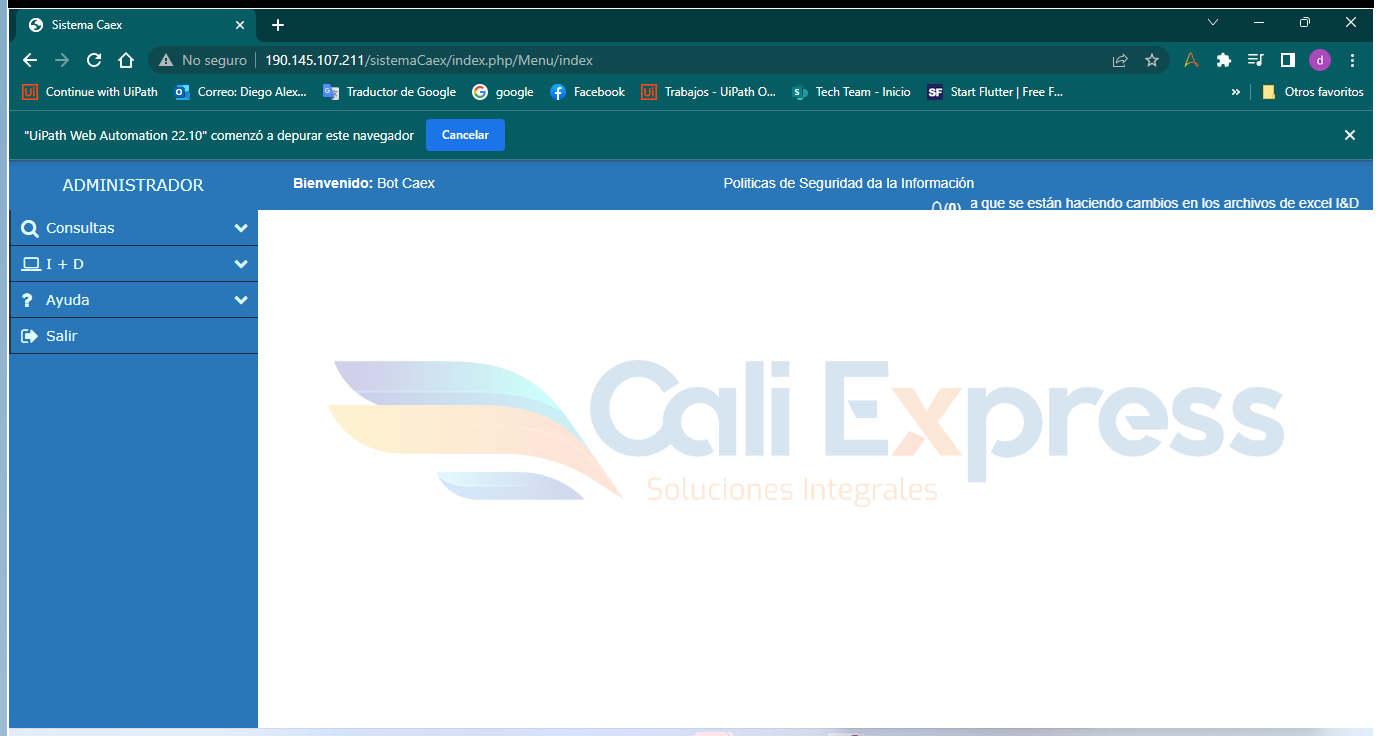 Sistema Caex
No seguro | 190.145.107.211/sistemaCaex/index.php/Menu/index
Continue with UiPath Correo: Diego Alex... Traductor de Google google Facebook Trabajos - UiPath O... Tech Team - Inicio Start Flutter | Free F... » Otros favoritos
"UiPath Web Automation 22.10" comenzó a depurar este navegador Cancelar
ADMINISTRADOR Bienvenido: Bot Caex Politicas de Seguridad da la Información
(0) a que se están haciendo cambios en los archivos de excel I&D
Consultas
I + D
Ayuda
Salir
Cali Express
Soluciones Integrales